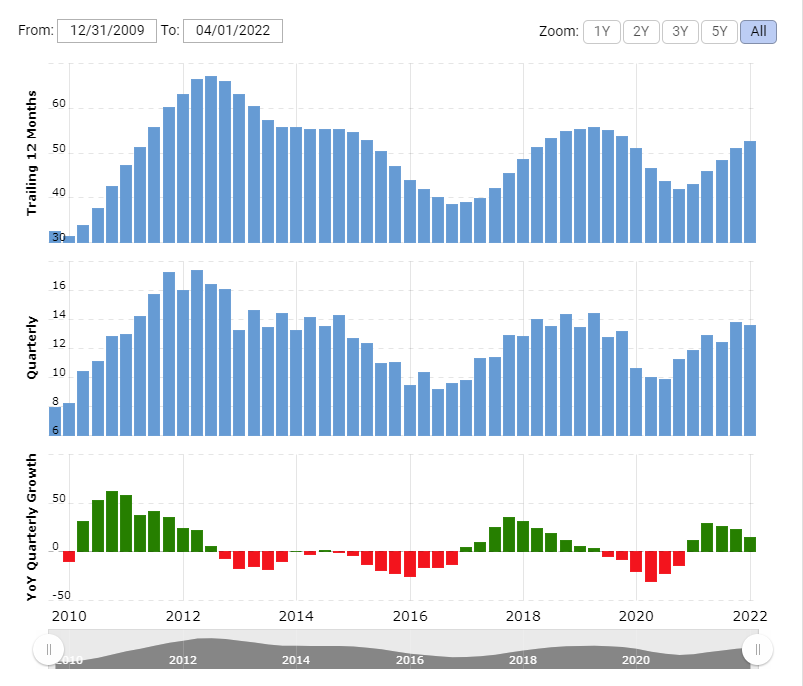 From: 12/31/2009 To: 04/01/2022 Zoom: 1Y 2Y 3Y 5Y All
Trailing 12 Months
60
50
40
30
Quarterly
16
14
12
10
8
6
YoY Quarterly Growth
50
0
-50
2010 2012 2014 2016 2018 2020 2022
2010 2012 2014 2016 2018 2020